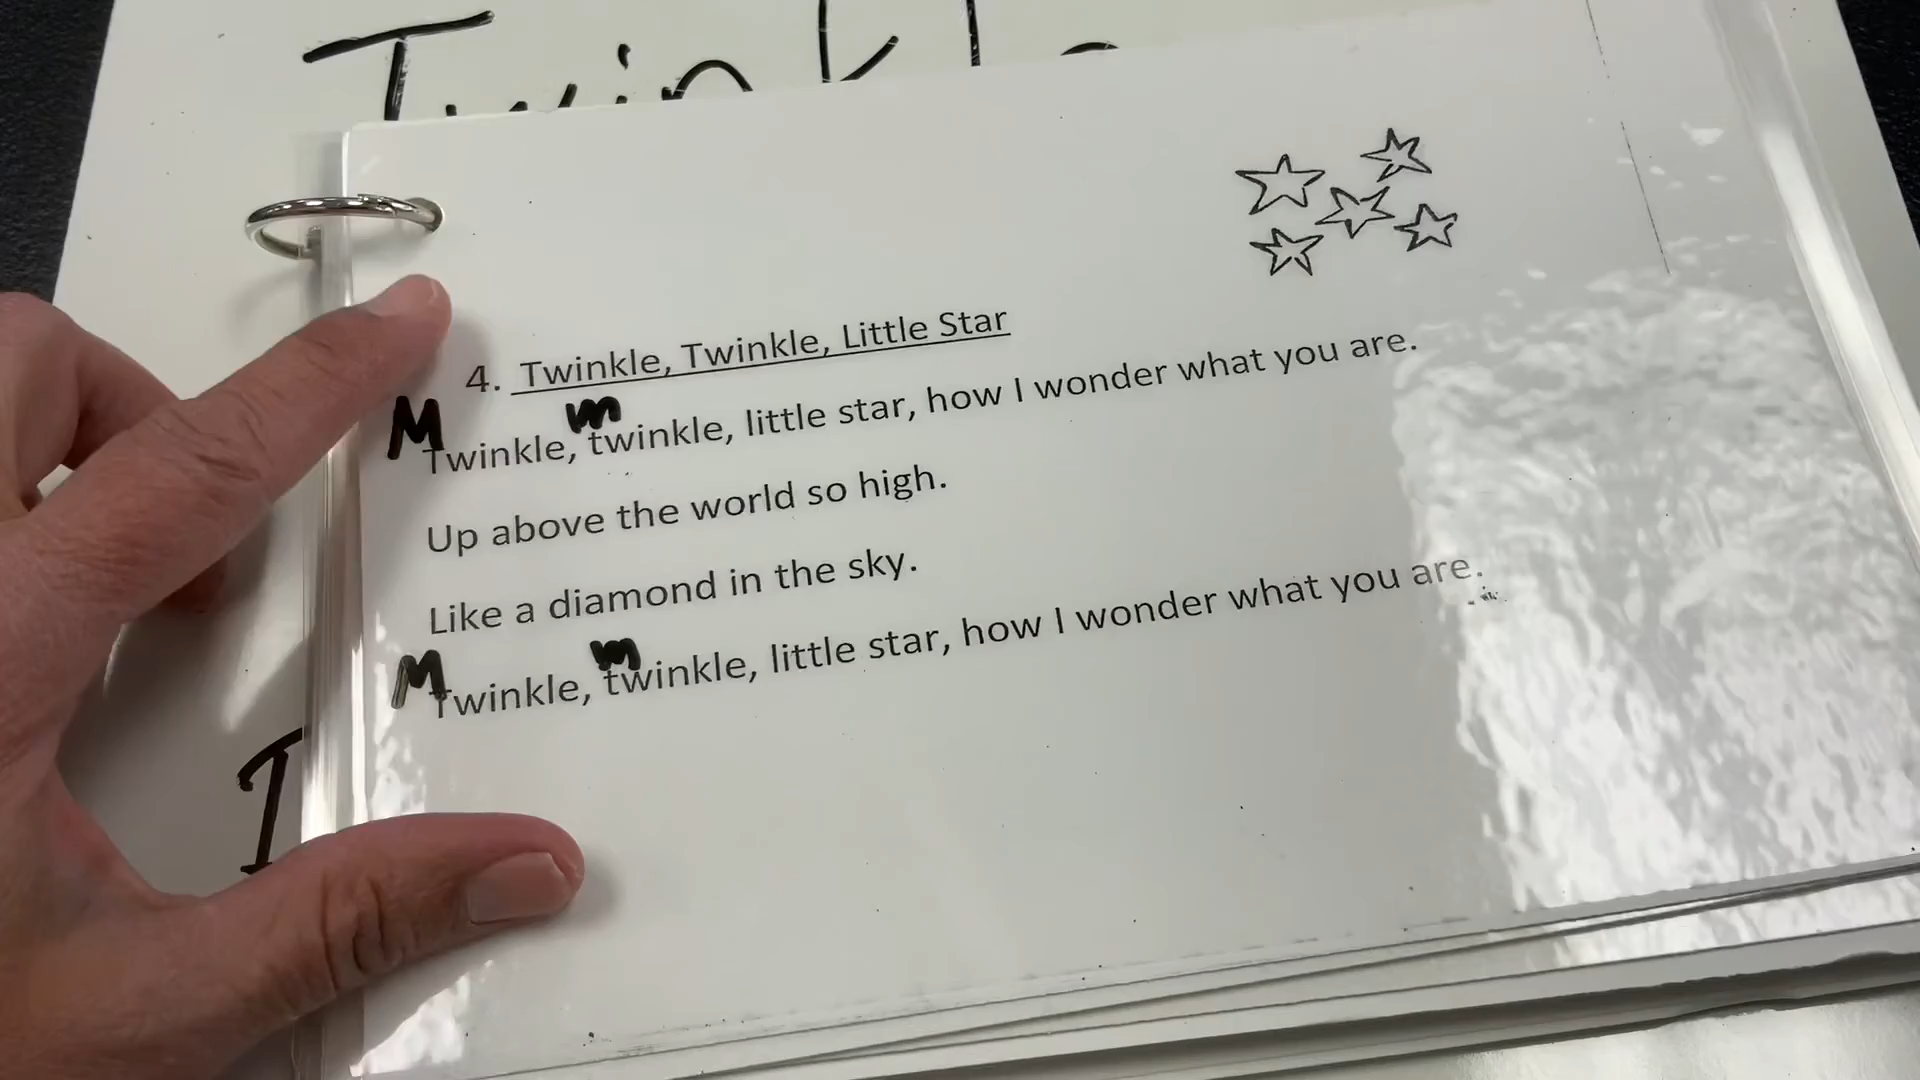 Twinkle
4. Twinkle, Twinkle, Little Star
M m
Twinkle, twinkle, little star, how I wonder what you are.
Up above the world so high.
Like a diamond in the sky.
M m
Twinkle, twinkle, little star, how I wonder what you are.
I